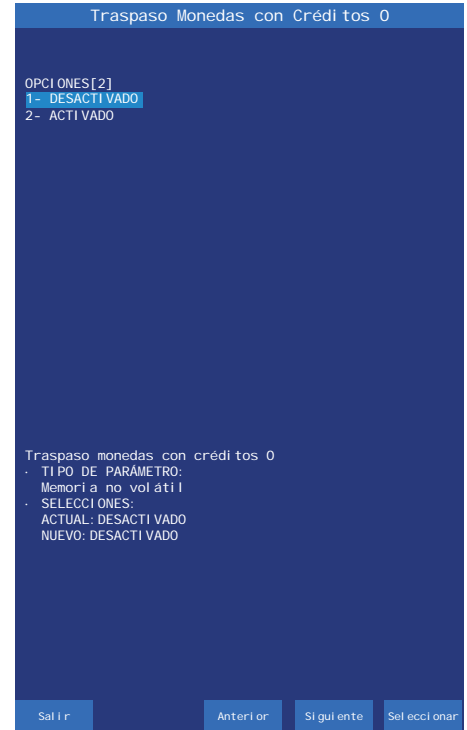 Traspaso Monedas con Créditos 0
OPCIONES[2]
1- DESACTIVADO
2- ACTIVADO
Traspaso monedas con créditos 0
· TIPO DE PARÁMETRO:
Memoria no volátil
· SELECCIONES:
ACTUAL:DESACTIVADO
NUEVO:DESACTIVADO
Salir Anterior Siguiente Seleccionar